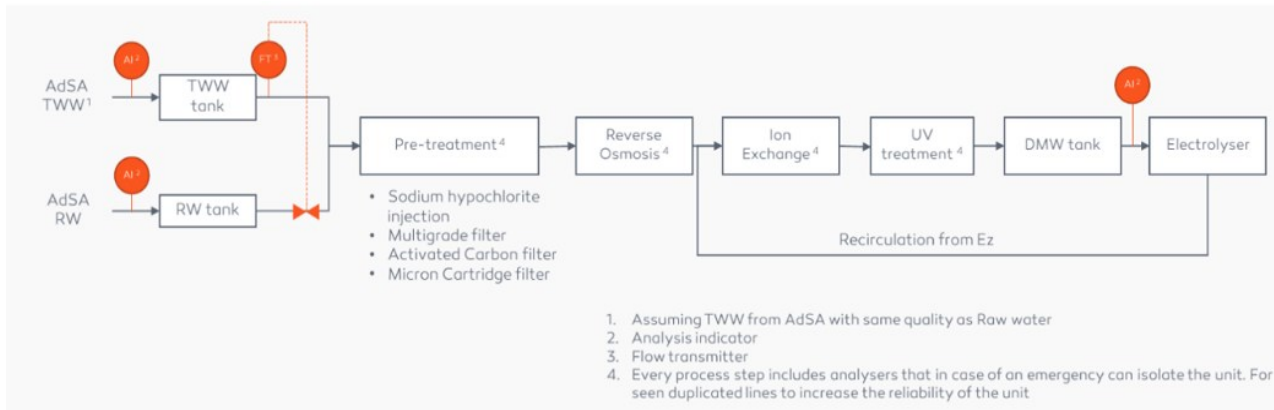 AI 2
FT 3
AI 2
AdSA
TWW 1
TWW
tank
Pre-treatment 4
Reverse
Osmosis 4
Ion
Exchange 4
UV
treatment 4
DMW tank
Electrolyser
AI 2
AdSA
RW
RW tank
• Sodium hypochlorite
injection
• Multigrade filter
• Activated Carbon filter
• Micron Cartridge filter
Recirculation from Ez
1. Assuming TWW from AdSA with same quality as Raw water
2. Analysis indicator
3. Flow transmitter
4. Every process step includes analysers that in case of an emergency can isolate the unit. For
seen duplicated lines to increase the reliability of the unit